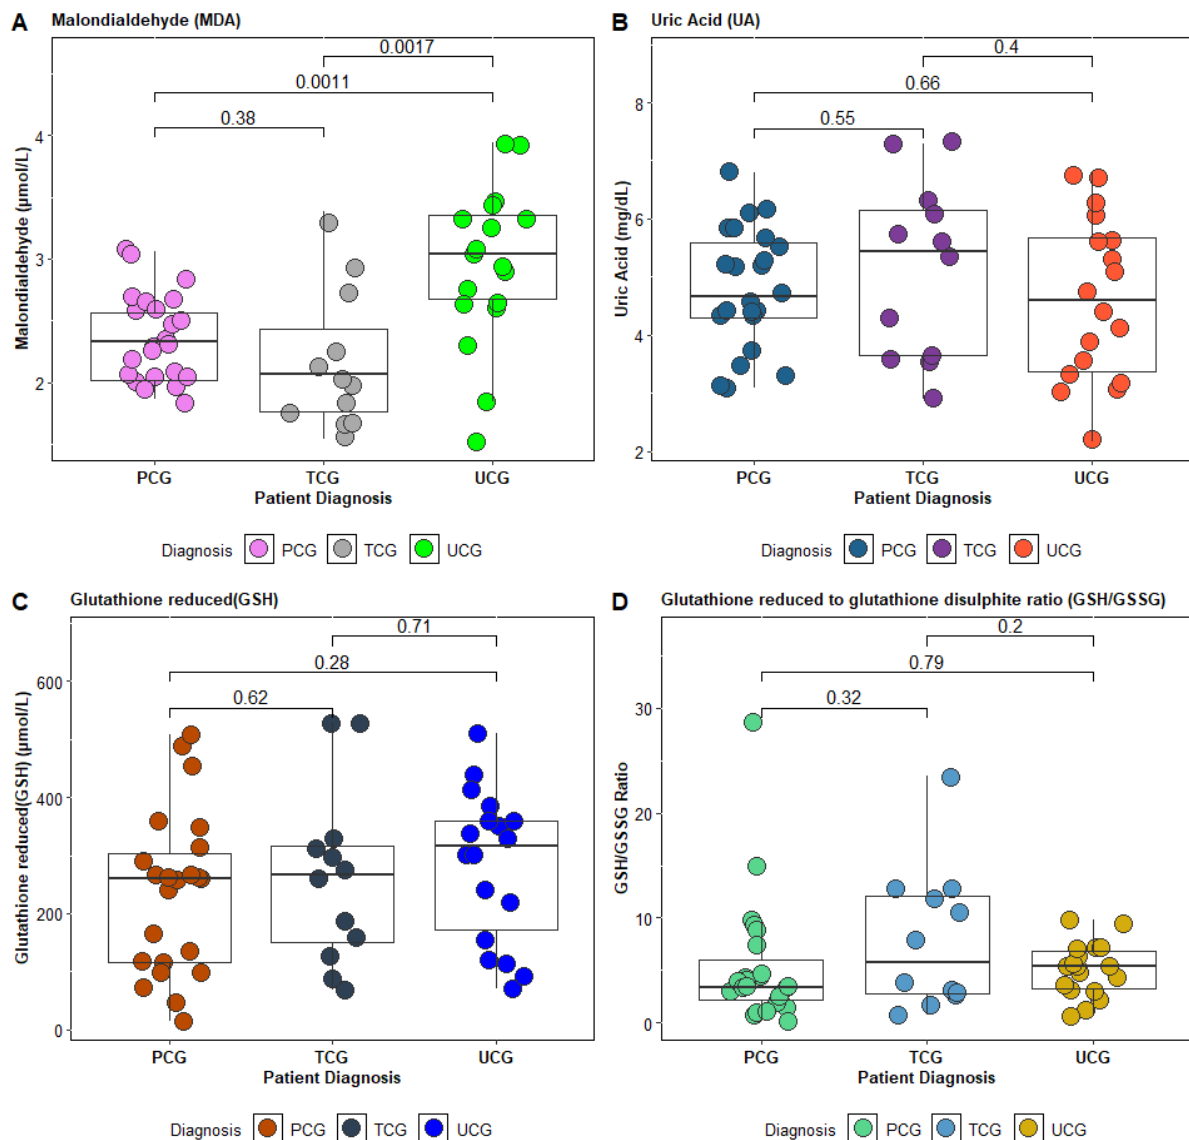 A Malondialdehyde (MDA)
0.0017
0.0011
0.38
4
3
2
Malondialdehyde (µmol/L)
PCG TCG UCG
Patient Diagnosis
Diagnosis PCG TCG UCG
B Uric Acid (UA)
0.4
0.66
0.55
8
6
4
2
Uric Acid (mg/dL)
PCG TCG UCG
Patient Diagnosis
Diagnosis PCG TCG UCG
C Glutathione reduced(GSH)
0.71
0.28
0.62
600
400
200
0
Glutathione reduced(GSH) (µmol/L)
PCG TCG UCG
Patient Diagnosis
Diagnosis PCG TCG UCG
D Glutathione reduced to glutathione disulphite ratio (GSH/GSSG)
0.2
0.79
0.32
30
20
10
0
GSH/GSSG Ratio
PCG TCG UCG
Patient Diagnosis
Diagnosis PCG TCG UCG